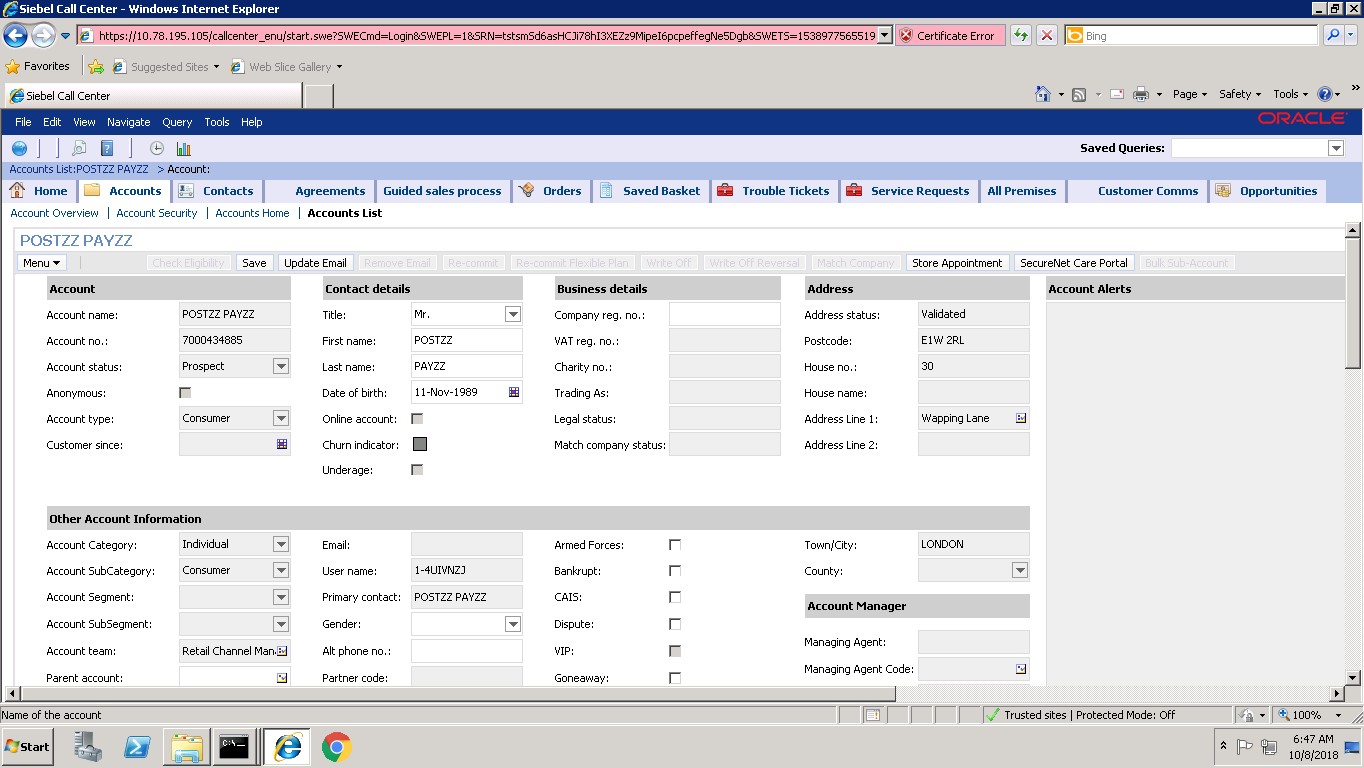 Siebel Call Center - Windows Internet Explorer
https://10.78.195.105/callcenter_enu/start.swe?SWECmd=Login&SWEPL=1&SRN=tstsmSd6asHCJi78hI3XEZz9MipeI6pcpeffegNe5Dgb&SWETS=1538977565519 Certificate Error Bing
Favorites Suggested Sites Web Slice Gallery
Siebel Call Center Page Safety Tools
File Edit View Navigate Query Tools Help ORACLE
Saved Queries:
Accounts List:POSTZZ PAYZZ > Account:
Home Accounts Contacts Agreements Guided sales process Orders Saved Basket Trouble Tickets Service Requests All Premises Customer Comms Opportunities
Account Overview | Account Security | Accounts Home | Accounts List
POSTZZ PAYZZ
Menu Check Eligibility Save Update Email Remove Email Re-commit Re-commit Flexible Plan Write Off Write Off Reversal Match Company Store Appointment SecureNet Care Portal Bulk Sub-Account
Account Contact details Business details Address Account Alerts
Account name: POSTZZ PAYZZ Title: Mr. Company reg. no.: Address status: Validated
Account no.: 7000434885 First name: POSTZZ VAT reg. no.: Postcode: E1W 2RL
Account status: Prospect Last name: PAYZZ Charity no.: House no.: 30
Anonymous: Date of birth: 11-Nov-1989 Trading As: House name:
Account type: Consumer Online account: Legal status: Address Line 1: Wapping Lane
Customer since: Churn indicator: Match company status: Address Line 2:
Underage:
Other Account Information
Account Category: Individual Email: Armed Forces: Town/City: LONDON
Account SubCategory: Consumer User name: 1-4UIVNZJ Bankrupt: County:
Account Segment: Primary contact: POSTZZ PAYZZ CAIS: Account Manager
Account SubSegment: Gender: Dispute:
Account team: Retail Channel Man. Alt phone no.: VIP: Managing Agent:
Parent account: Partner code: Goneaway: Managing Agent Code:
Name of the account Trusted sites | Protected Mode: Off 100%
Start C:\. 6:47 AM
10/8/2018